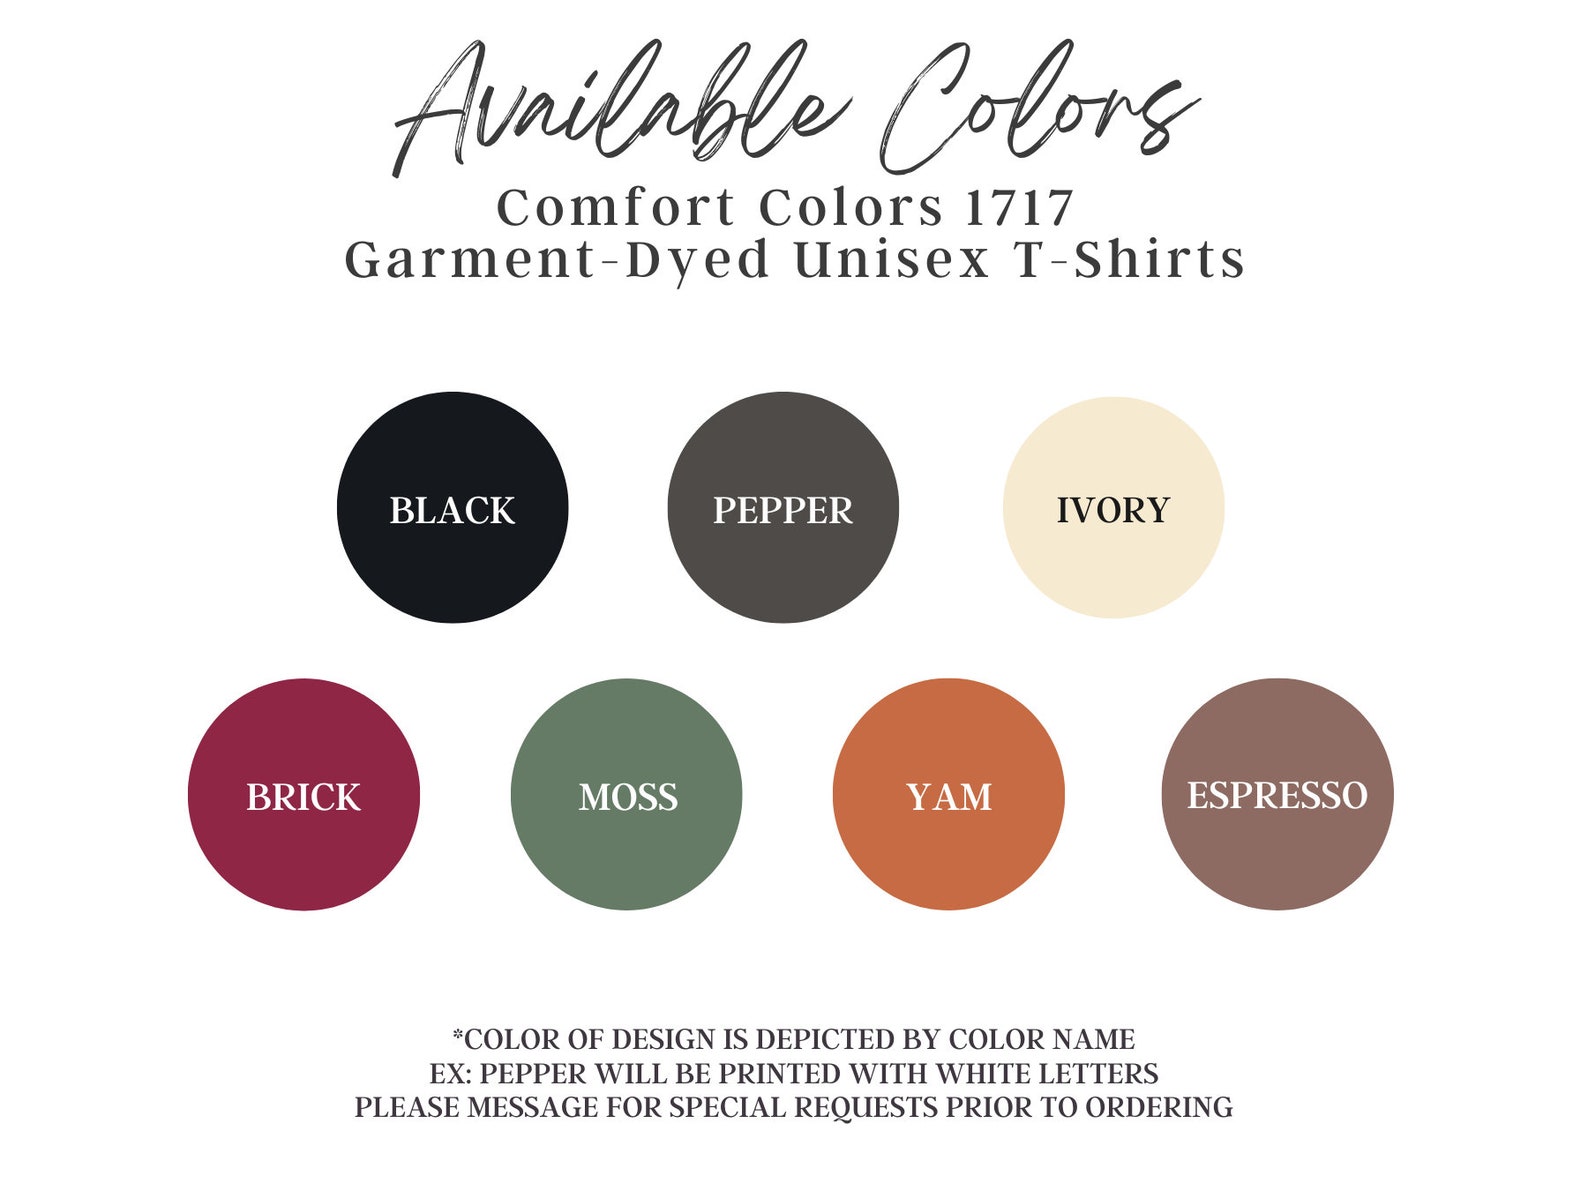 Available Colors
Comfort Colors 1717
Garment-Dyed Unisex T-Shirts
BLACK
PEPPER
IVORY
BRICK
MOSS
YAM
ESPRESSO
*COLOR OF DESIGN IS DEPICTED BY COLOR NAME
EX: PEPPER WILL BE PRINTED WITH WHITE LETTERS
PLEASE MESSAGE FOR SPECIAL REQUESTS PRIOR TO ORDERING